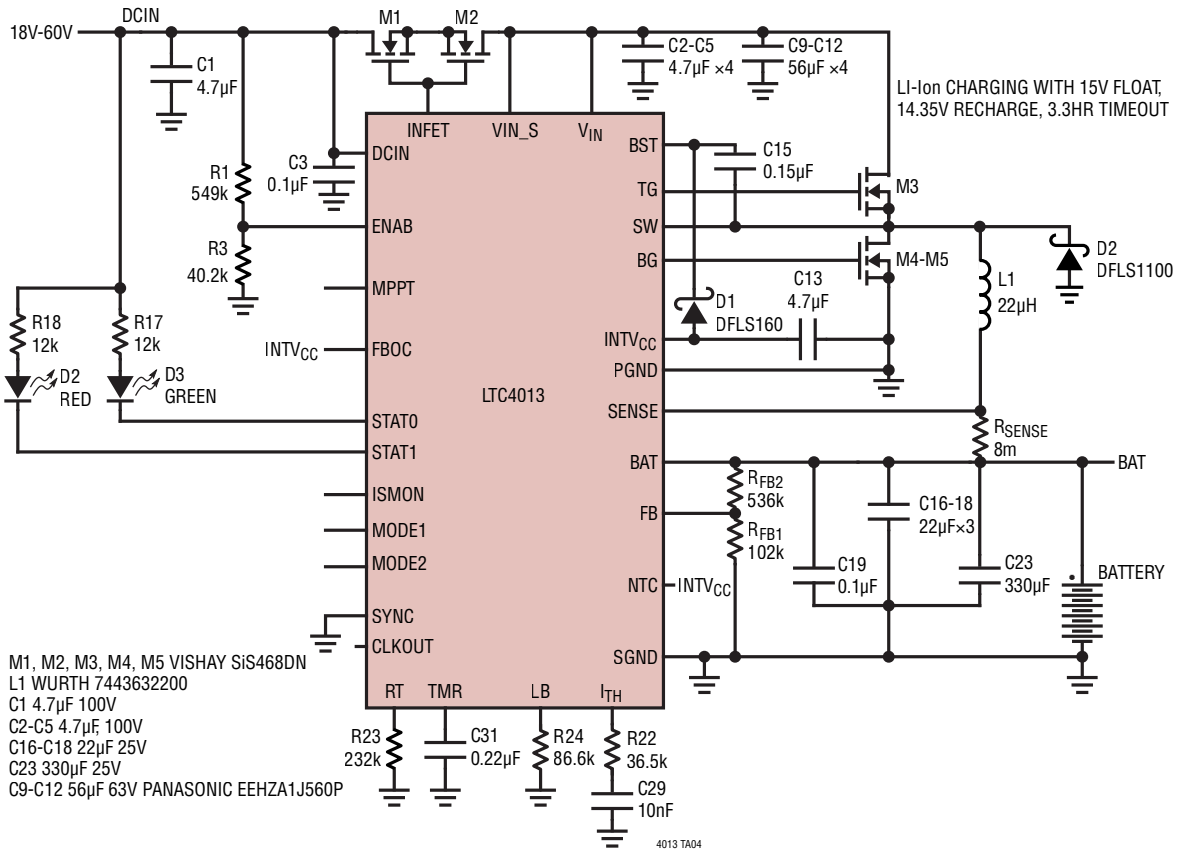 18V-60V
DCIN
M1
M2
C1
4.7µF
C2-C5
4.7µF ×4
C9-C12
56µF ×4
LI-Ion CHARGING WITH 15V FLOAT,
14.35V RECHARGE, 3.3HR TIMEOUT
INFET
VIN_S
VIN
DCIN
BST
C15
0.15µF
C3
0.1µF
R1
549k
TG
M3
ENAB
SW
R3
40.2k
BG
M4-M5
D2
DFLS1100
MPPT
C13
4.7µF
L1
22µH
D1
DFLS160
R18
12k
R17
12k
INTVCC
FBOC
INTVCC
PGND
D2
RED
D3
GREEN
LTC4013
STAT0
SENSE
RSENSE
8m
STAT1
BAT
BAT
RFB2
536k
ISMON
FB
C16-18
22µF×3
MODE1
RFB1
102k
MODE2
NTC
INTVCC
C19
0.1µF
C23
330µF
BATTERY
SYNC
CLKOUT
SGND
M1, M2, M3, M4, M5 VISHAY SiS468DN
L1 WURTH 7443632200
C1 4.7µF 100V
C2-C5 4.7µF, 100V
C16-C18 22µF 25V
C23 330µF 25V
C9-C12 56µF 63V PANASONIC EEHZA1J560P
RT
TMR
LB
ITH
R23
232k
C31
0.22µF
R24
86.6k
R22
36.5k
C29
10nF
4013 TA04